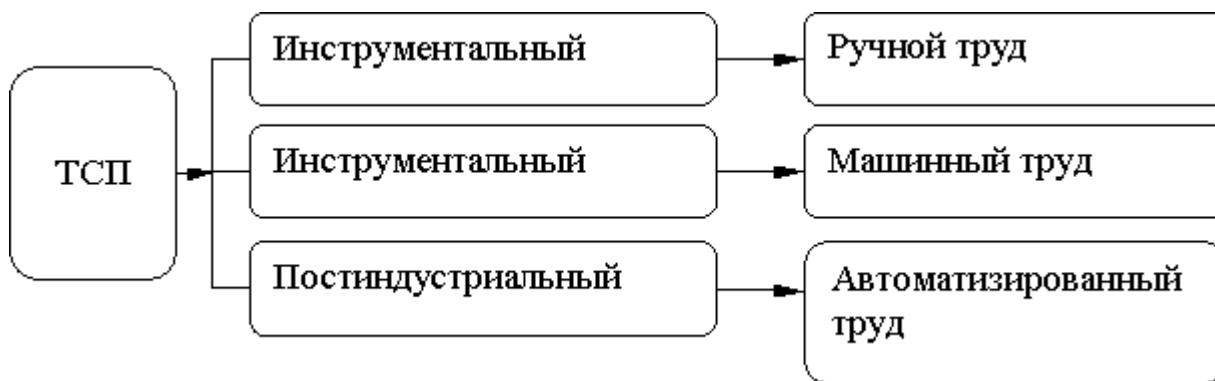 ТСП
Инструментальный
Ручной труд
Инструментальный
Машинный труд
Постиндустриальный
Автоматизированный
труд